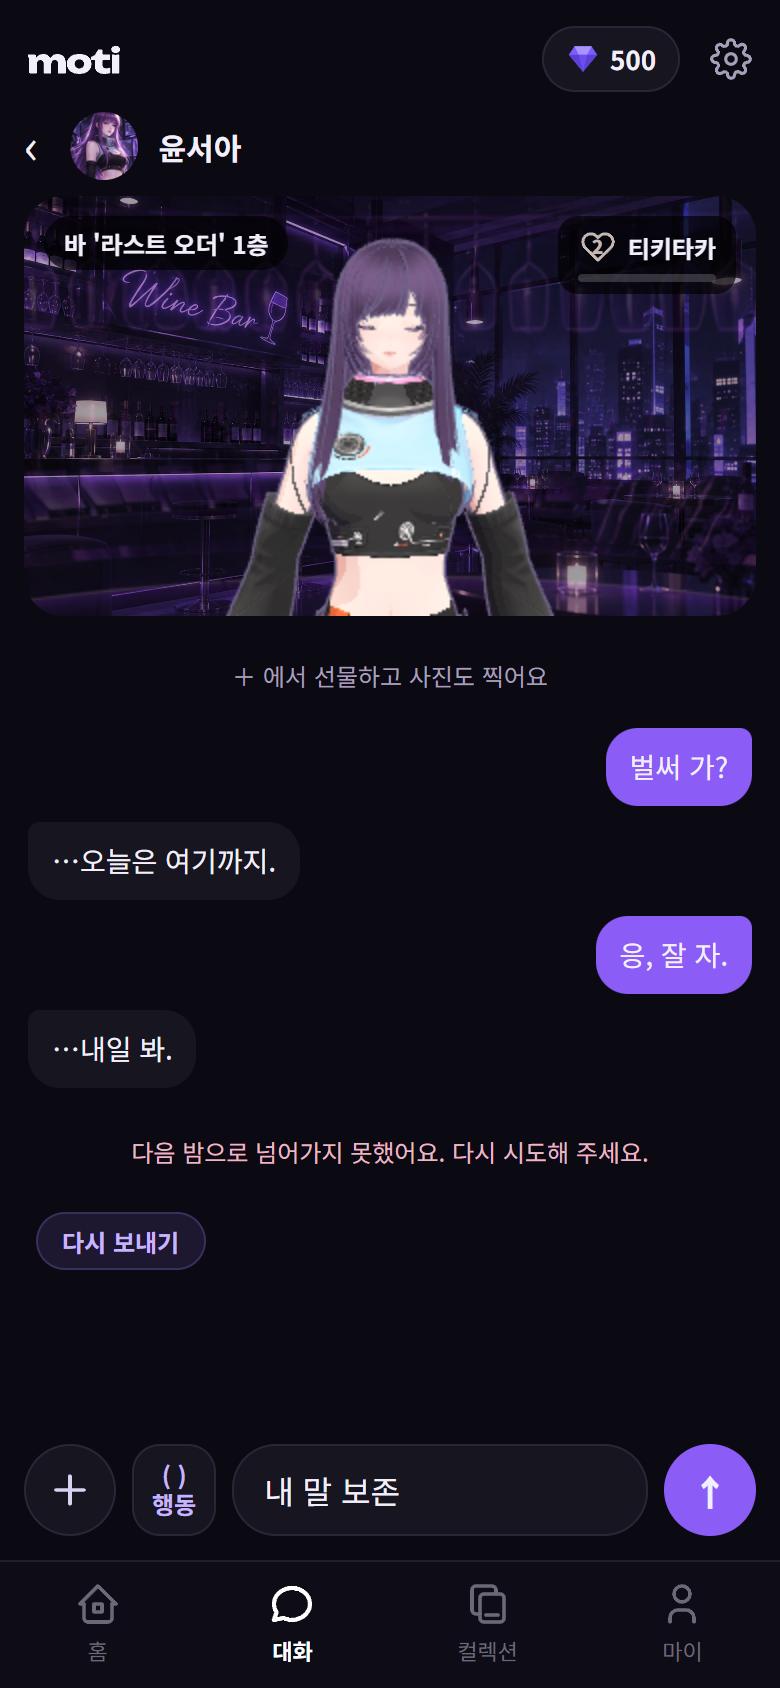 moti
500
윤서아
바 '라스트 오더' 1층
2 티키타카
Wine Bar
+ 에서 선물하고 사진도 찍어요
벌써 가?
…오늘은 여기까지.
응, 잘 자.
…내일 봐.
다음 밤으로 넘어가지 못했어요. 다시 시도해 주세요.
다시 보내기
( )
행동
내 말 보존
홈
대화
컬렉션
마이